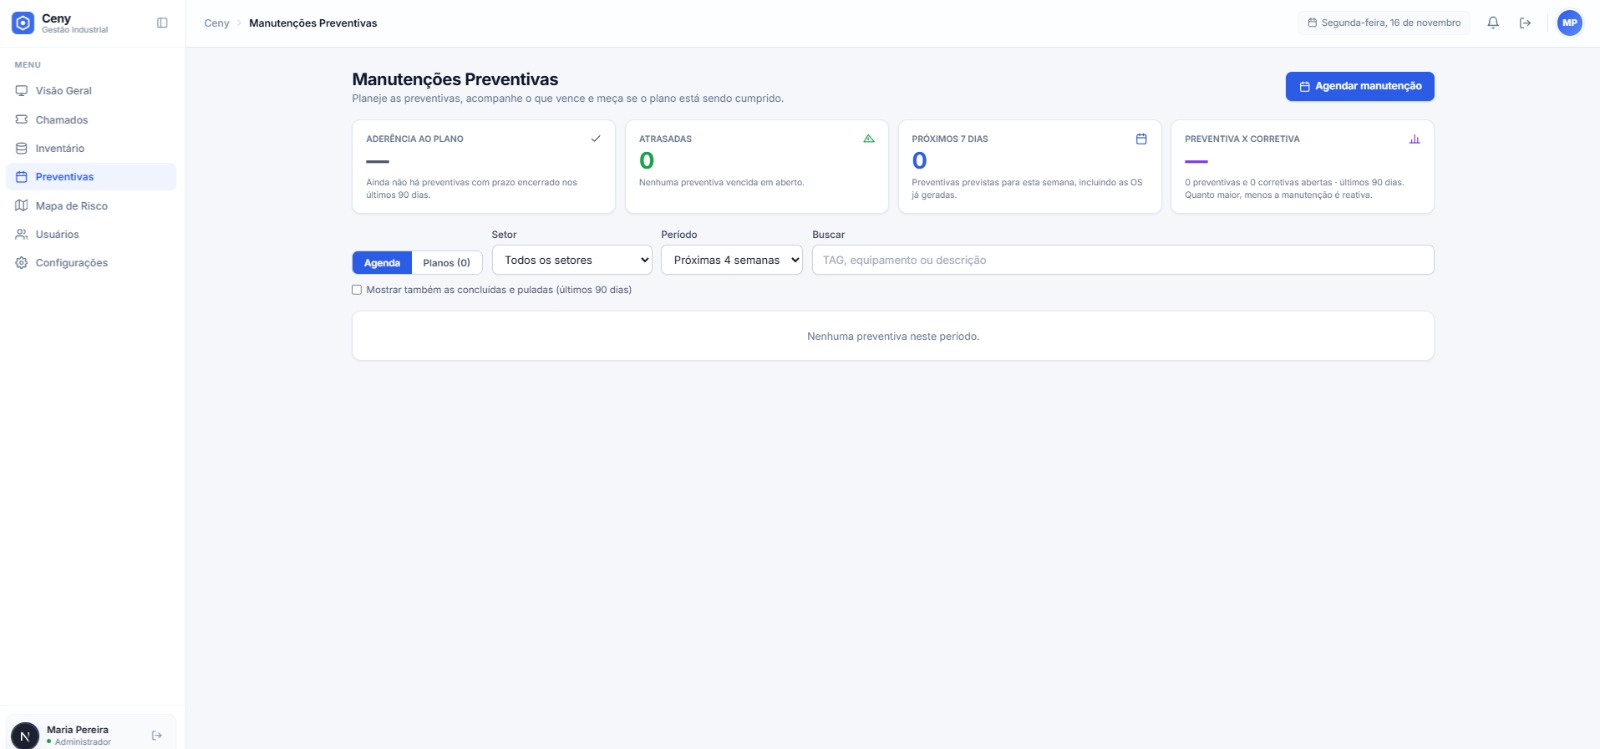 Ceny
Gestão Industrial
MENU
Visão Geral
Chamados
Inventário
Preventivas
Mapa de Risco
Usuários
Configurações
Maria Pereira
Administrador
N
Ceny > Manutenções Preventivas
Segunda-feira, 16 de novembro
MP
Manutenções Preventivas
Planeje as preventivas, acompanhe o que vence e meça se o plano está sendo cumprido.
Agendar manutenção
ADERÊNCIA AO PLANO
—
Ainda não há preventivas com prazo encerrado nos
últimos 90 dias.
ATRASADAS
0
Nenhuma preventiva vencida em aberto.
PRÓXIMOS 7 DIAS
0
Preventivas previstas para esta semana, incluindo as OS
já geradas.
PREVENTIVA X CORRETIVA
—
0 preventivas e 0 corretivas abertas · últimos 90 dias.
Quanto maior, menos a manutenção é reativa.
Agenda
Planos (0)
Setor
Todos os setores
Período
Próximas 4 semanas
Buscar
TAG, equipamento ou descrição
Mostrar também as concluídas e puladas (últimos 90 dias)
Nenhuma preventiva neste período.